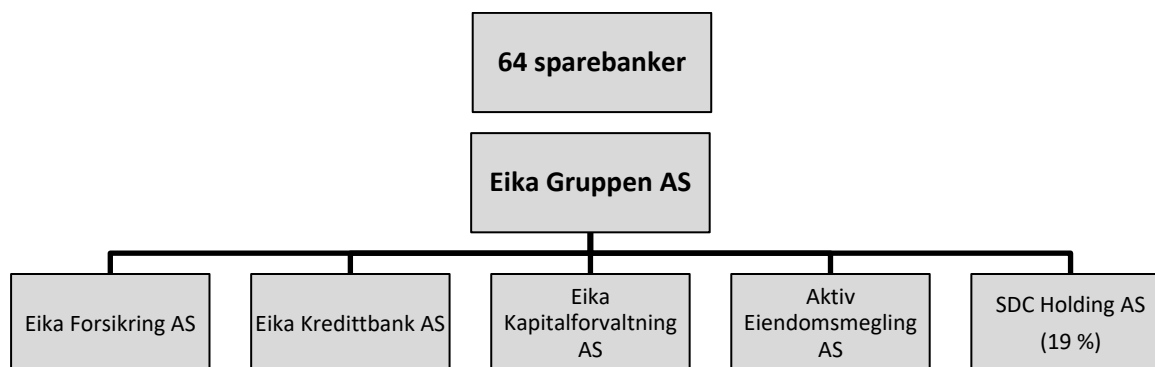 64 sparebanker
Eika Gruppen AS
Eika Forsikring AS
Eika Kredittbank AS
Eika
Kapitalforvaltning
AS
Aktiv
Eiendomsmegling
AS
SDC Holding AS
(19 %)